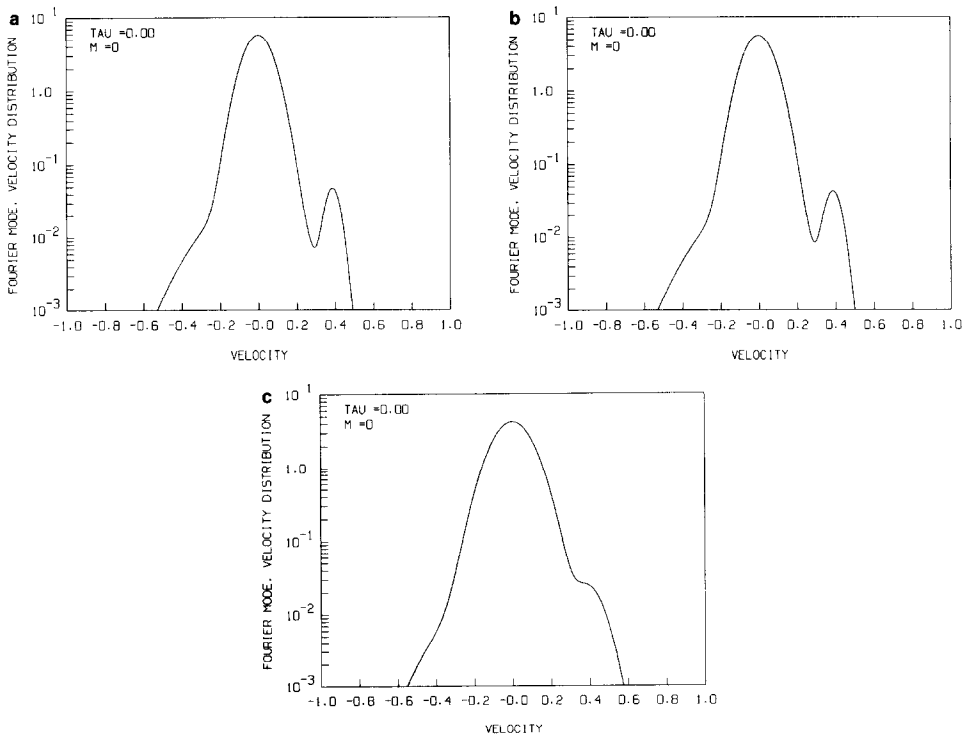 a
FOURIER MODE. VELOCITY DISTRIBUTION
10 1
1.0
10 -1
10 -2
10 -3
TAU =0.00
M =0
-1.0 -0.8 -0.6 -0.4 -0.2 -0.0 0.2 0.4 0.6 0.8 1.0
VELOCITY
b
FOURIER MODE. VELOCITY DISTRIBUTION
10 1
1.0
10 -1
10 -2
10 -3
TAU =0.00
M =0
-1.0 -0.8 -0.6 -0.4 -0.2 -0.0 0.2 0.4 0.6 0.8 1.0
VELOCITY
c
FOURIER MODE. VELOCITY DISTRIBUTION
10 1
1.0
10 -1
10 -2
10 -3
TAU =0.00
M =0
-1.0 -0.8 -0.6 -0.4 -0.2 -0.0 0.2 0.4 0.6 0.8 1.0
VELOCITY